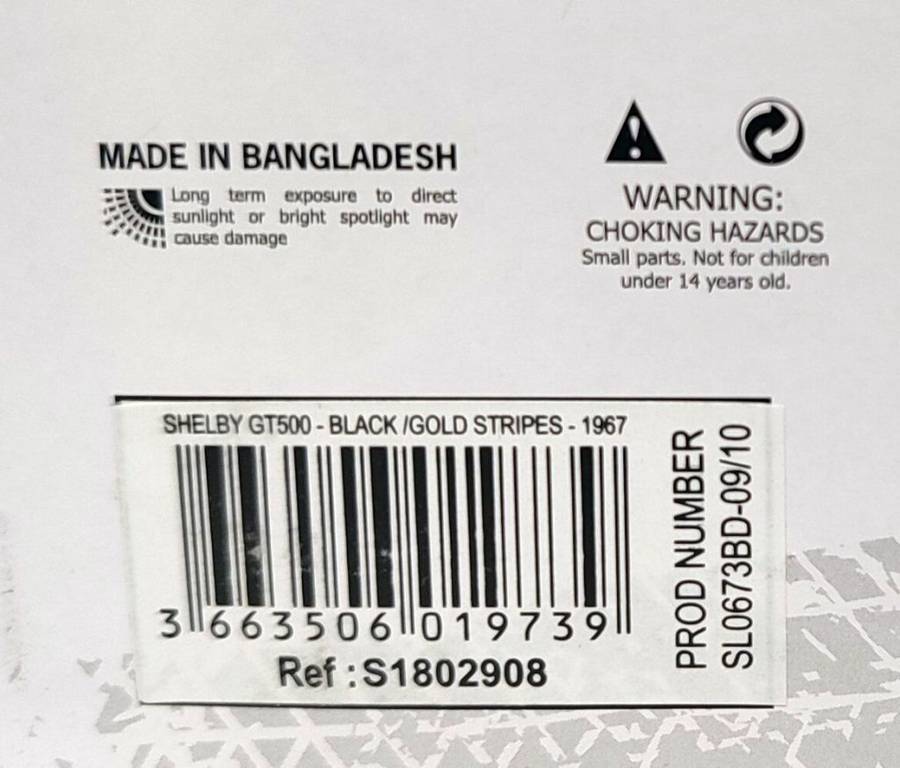 MADE IN BANGLADESH
Long term exposure to direct
sunlight or bright spotlight may
cause damage
WARNING:
CHOKING HAZARDS
Small parts. Not for children
under 14 years old.
SHELBY GT500 - BLACK /GOLD STRIPES - 1967
3 663506 019739
Ref : S1802908
PROD NUMBER
SL0673BD-09/10